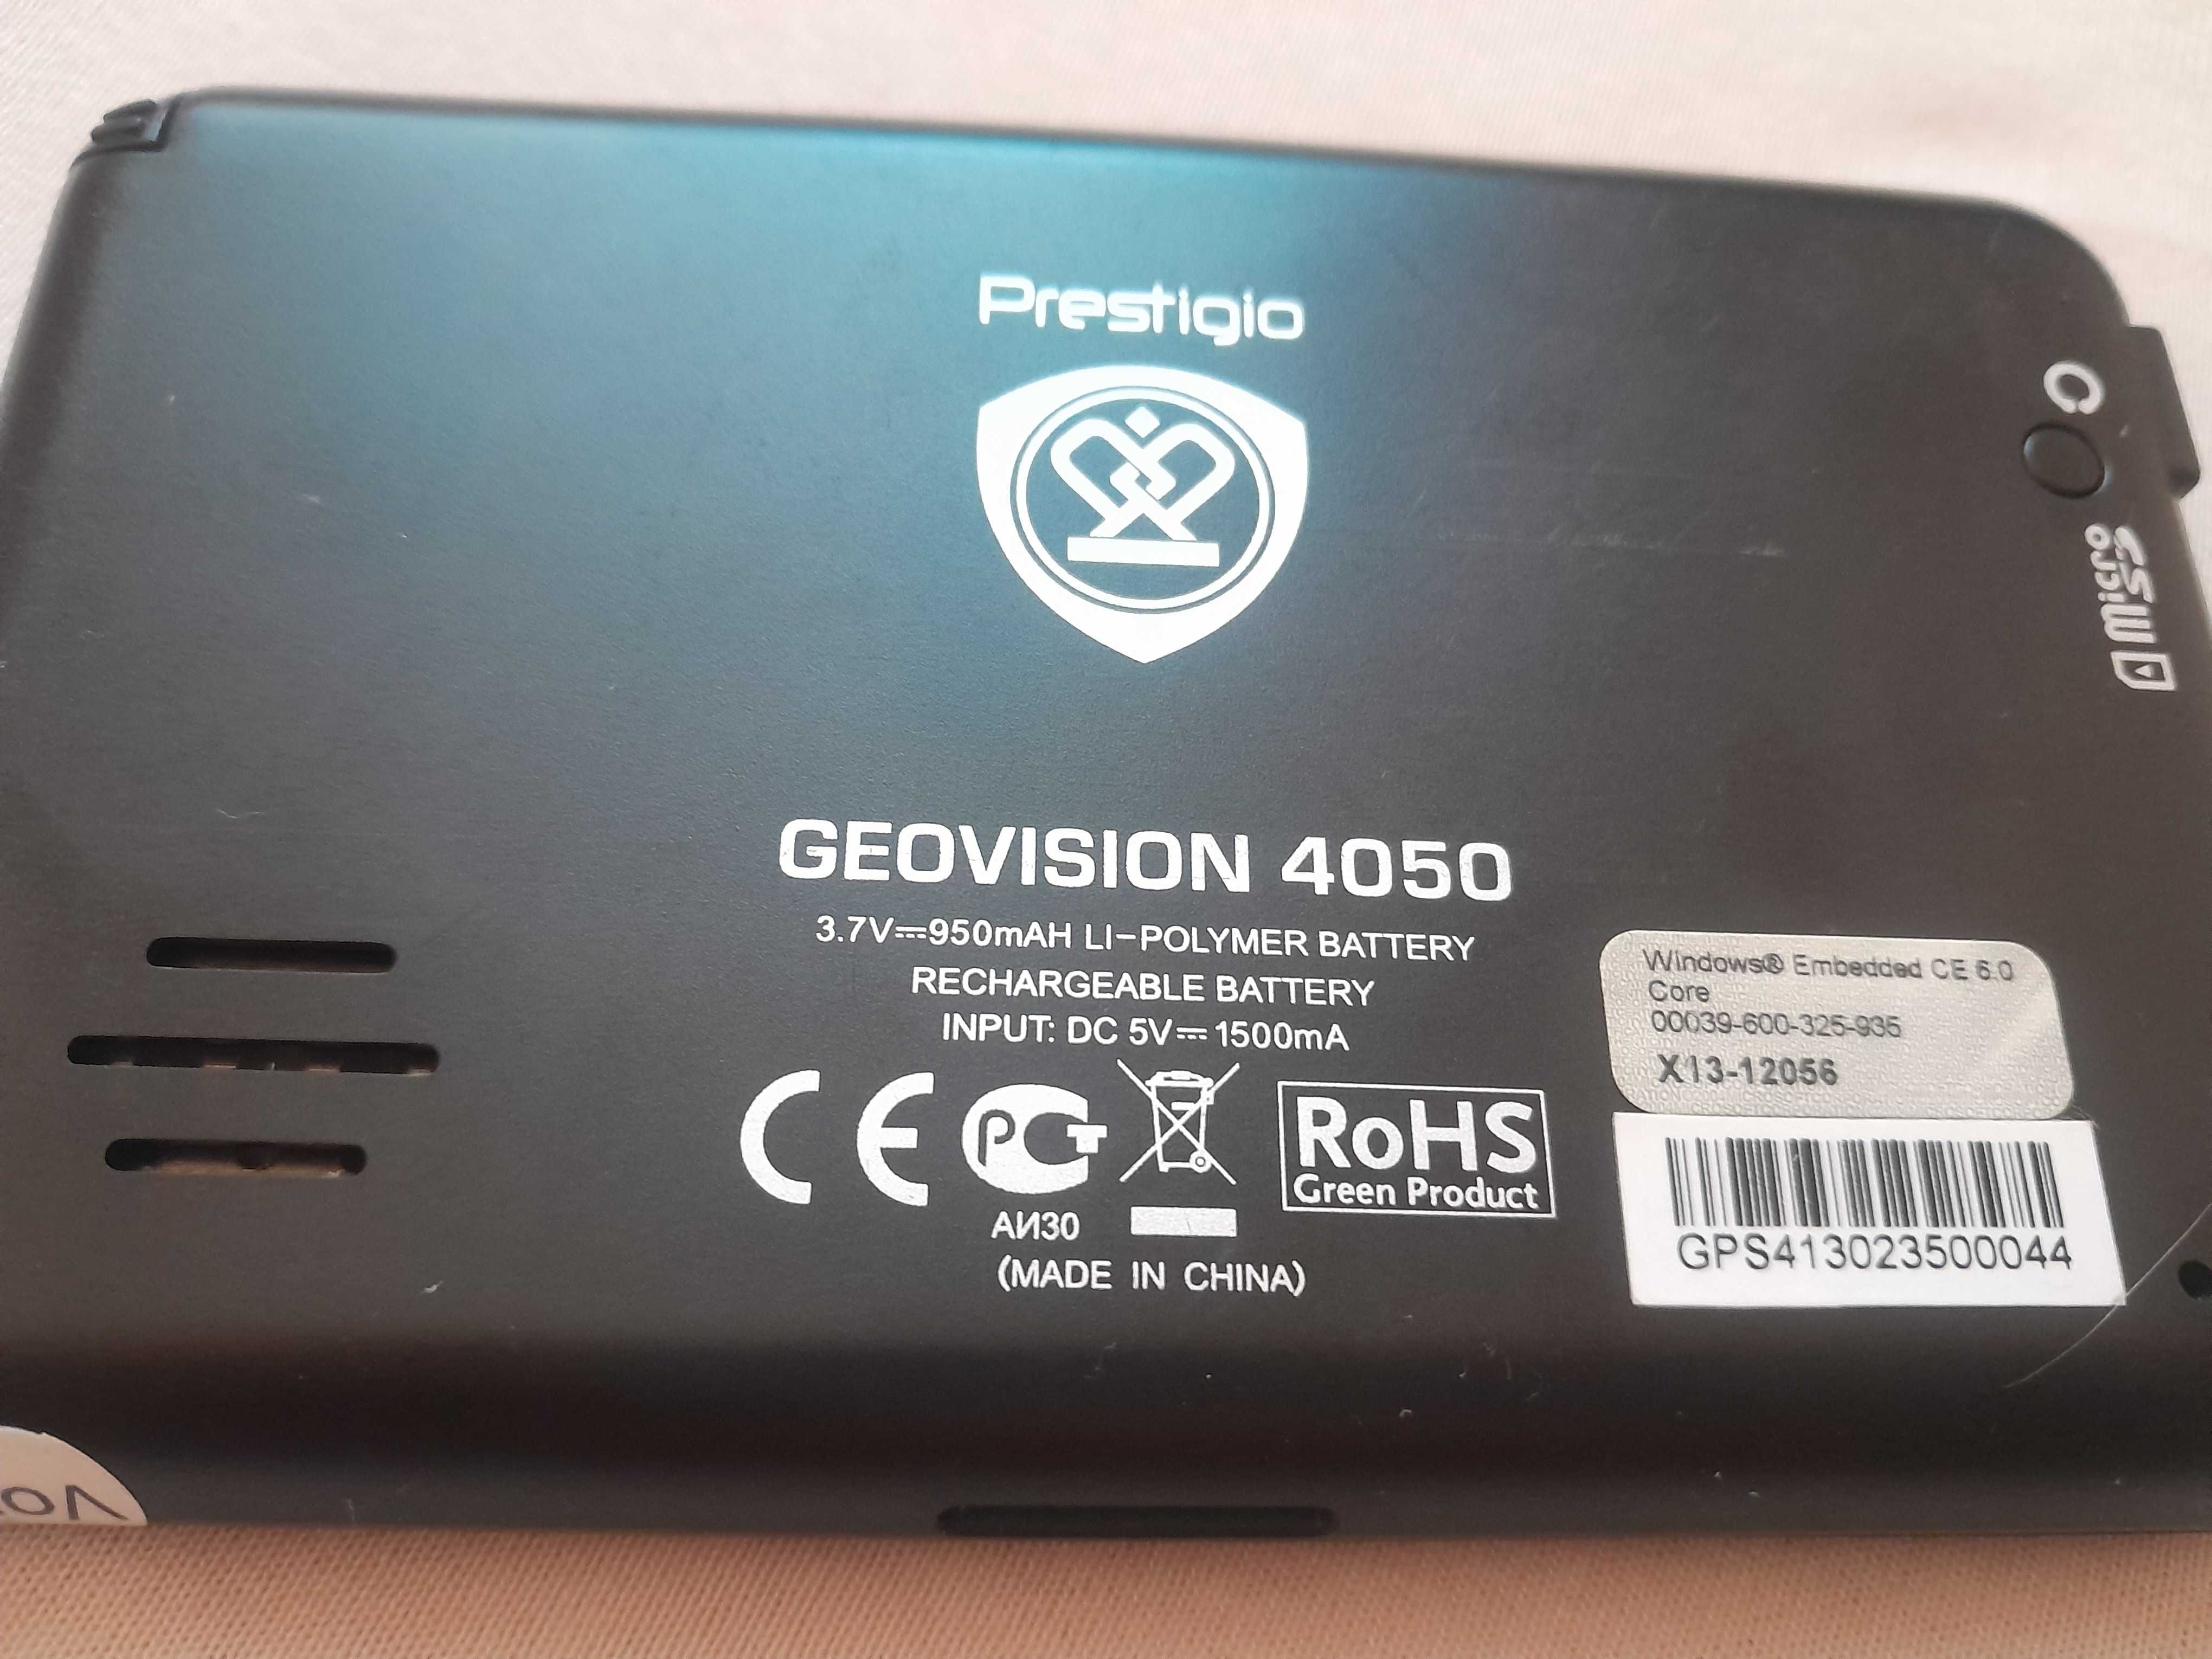 Prestigio
micro
GEOVISION 4050
3.7V⎓950mAH LI-POLYMER BATTERY
RECHARGEABLE BATTERY
INPUT: DC 5V⎓1500mA
CE PCT RoHS
Green Product
АИ30
(MADE IN CHINA)
Windows® Embedded CE 6.0
Core
00039-600-325-935
X13-12056
GPS413023500044